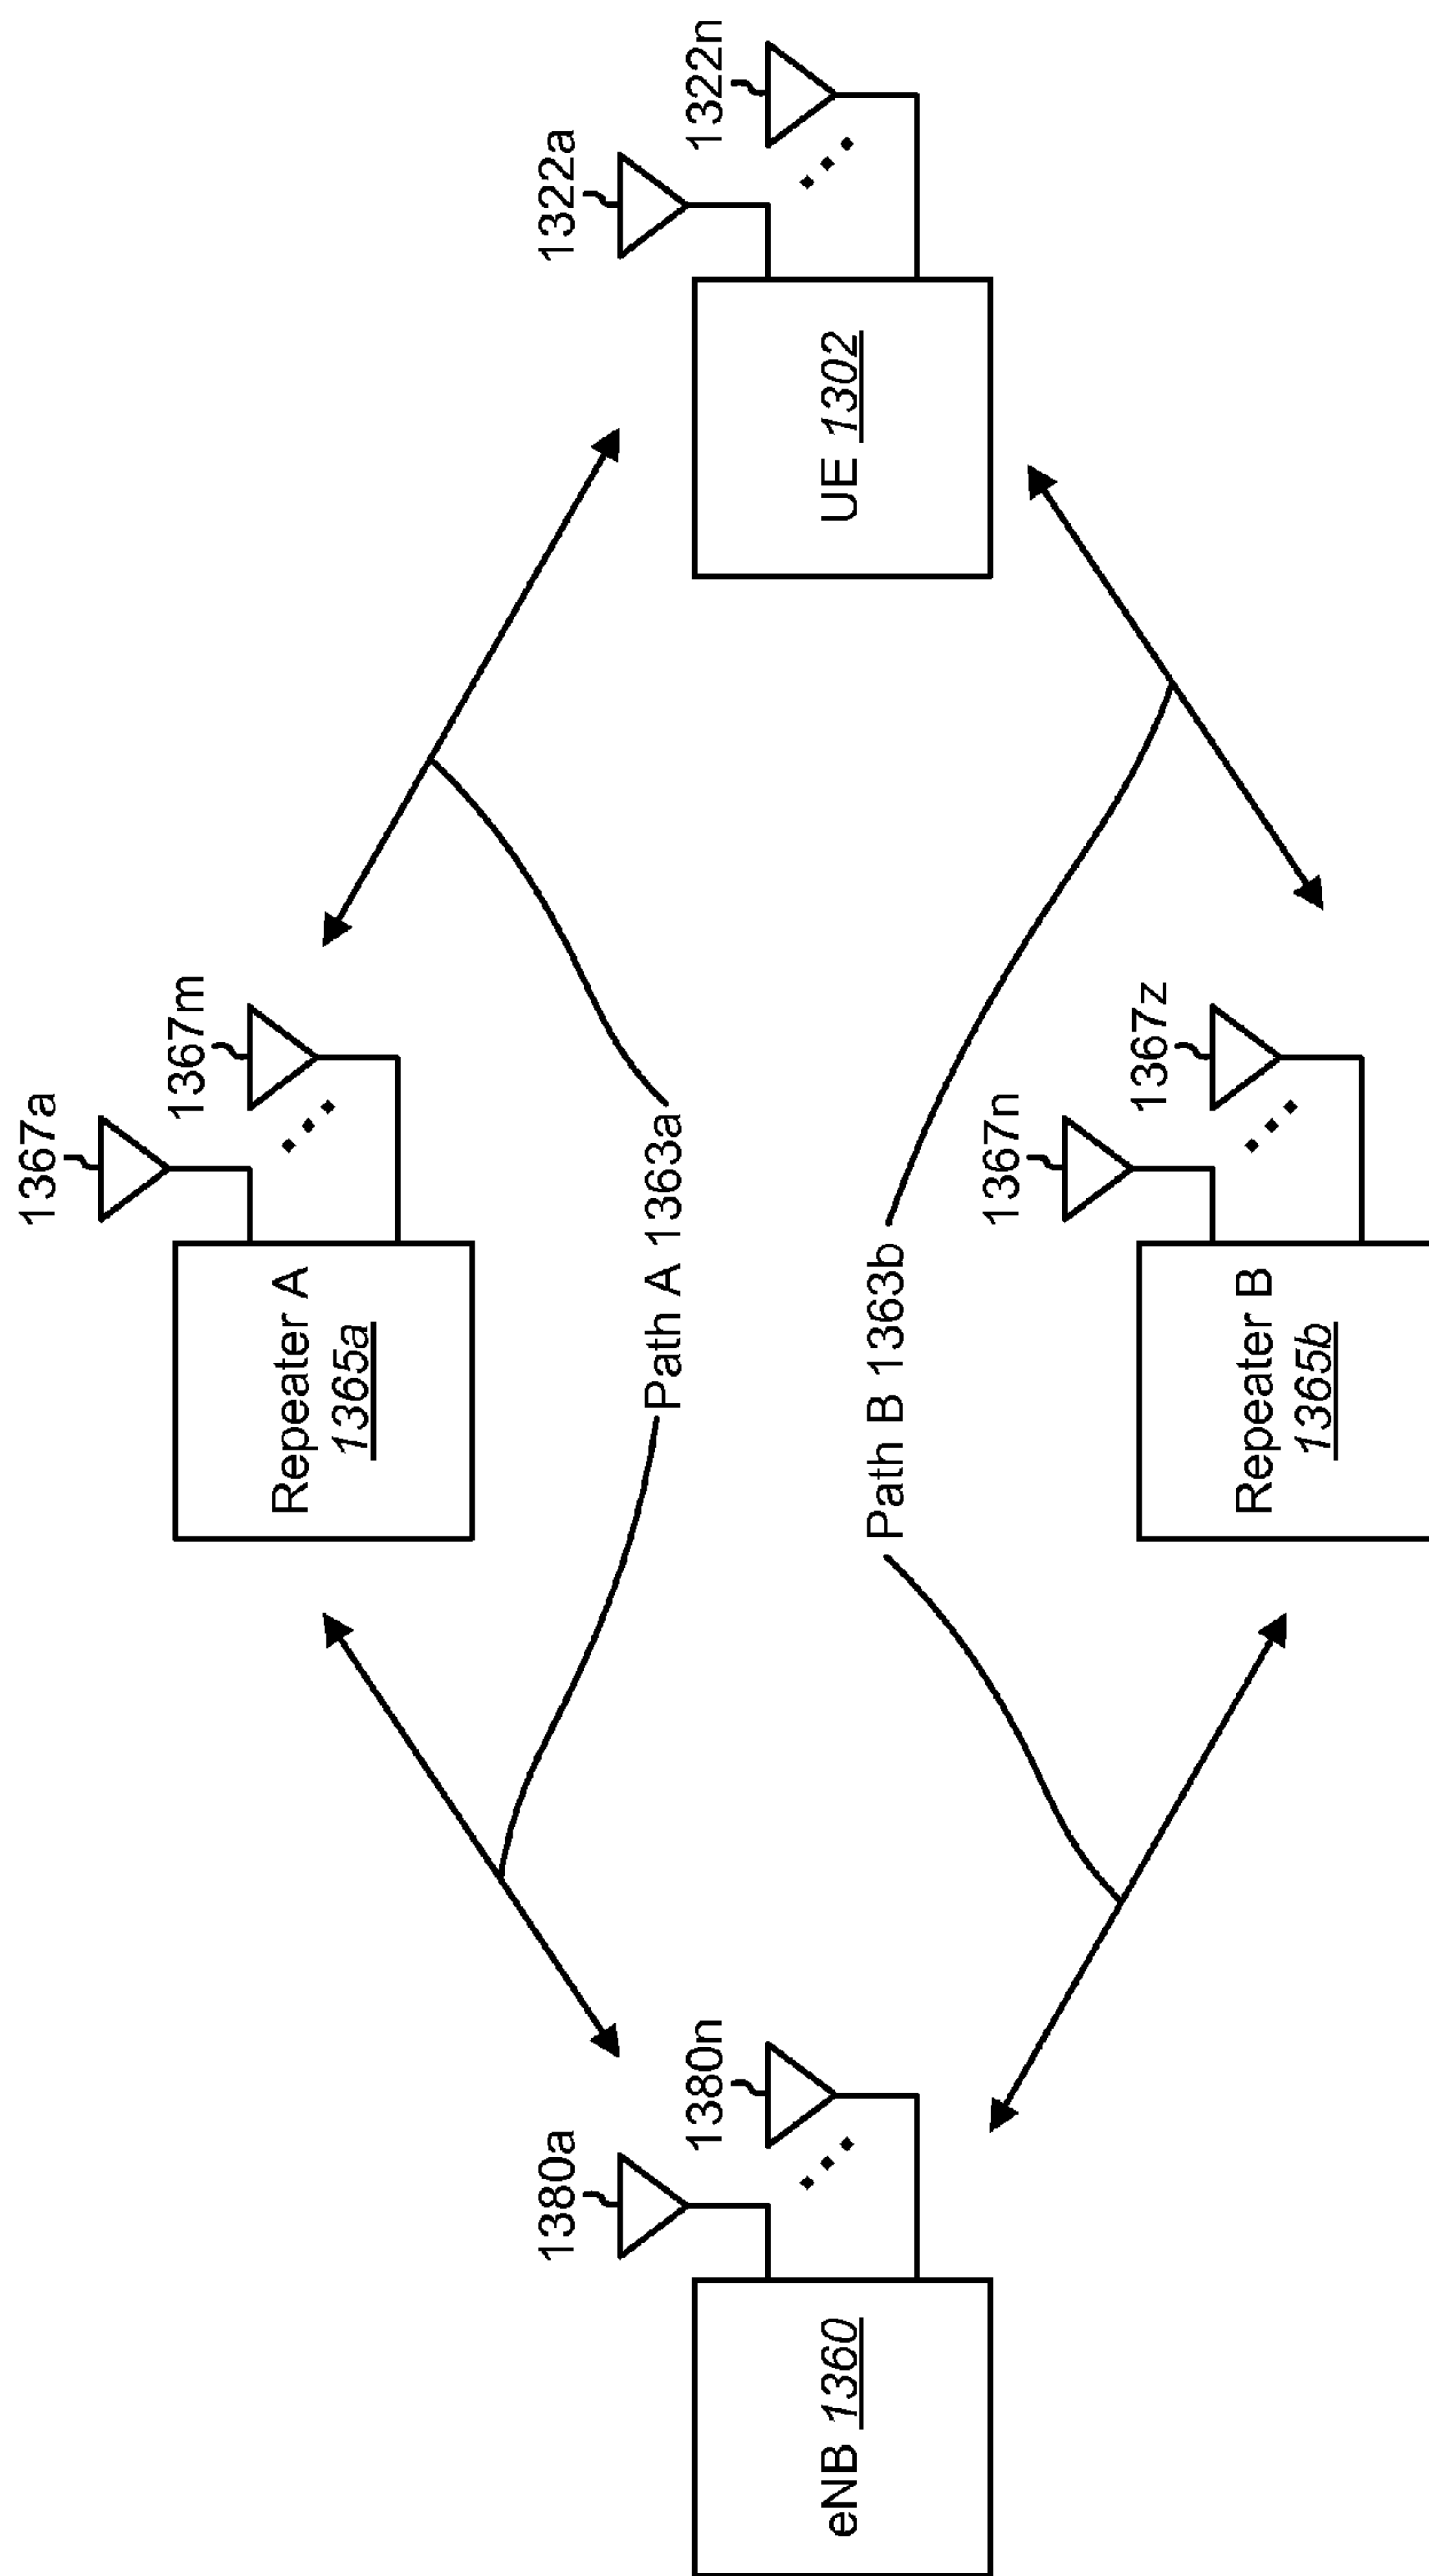 1367a
1367m
Repeater A
1365a
1380a
1380n
eNB 1360
Path A 1363a
1322a
1322n
UE 1302
Path B 1363b
1367n
1367z
Repeater B
1365b